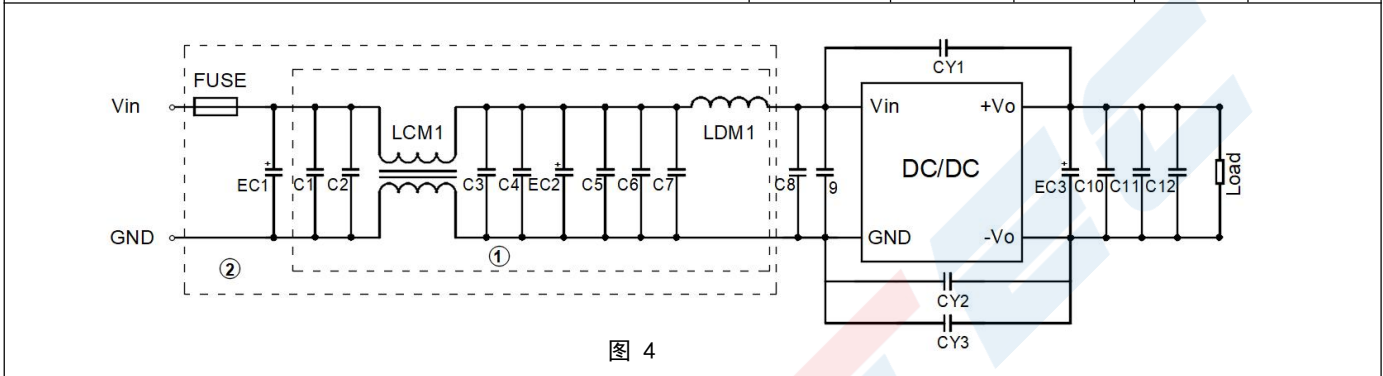 FUSE
CY1
Vin
Vin
+Vo
LCM1
LDM1
DC/DC
EC1
C1
C2
C3
C4
EC2
C5
C6
C7
C8
9
EC3
C10
C11
C12
Load
GND
GND
-Vo
①
②
CY2
CY3
图 4